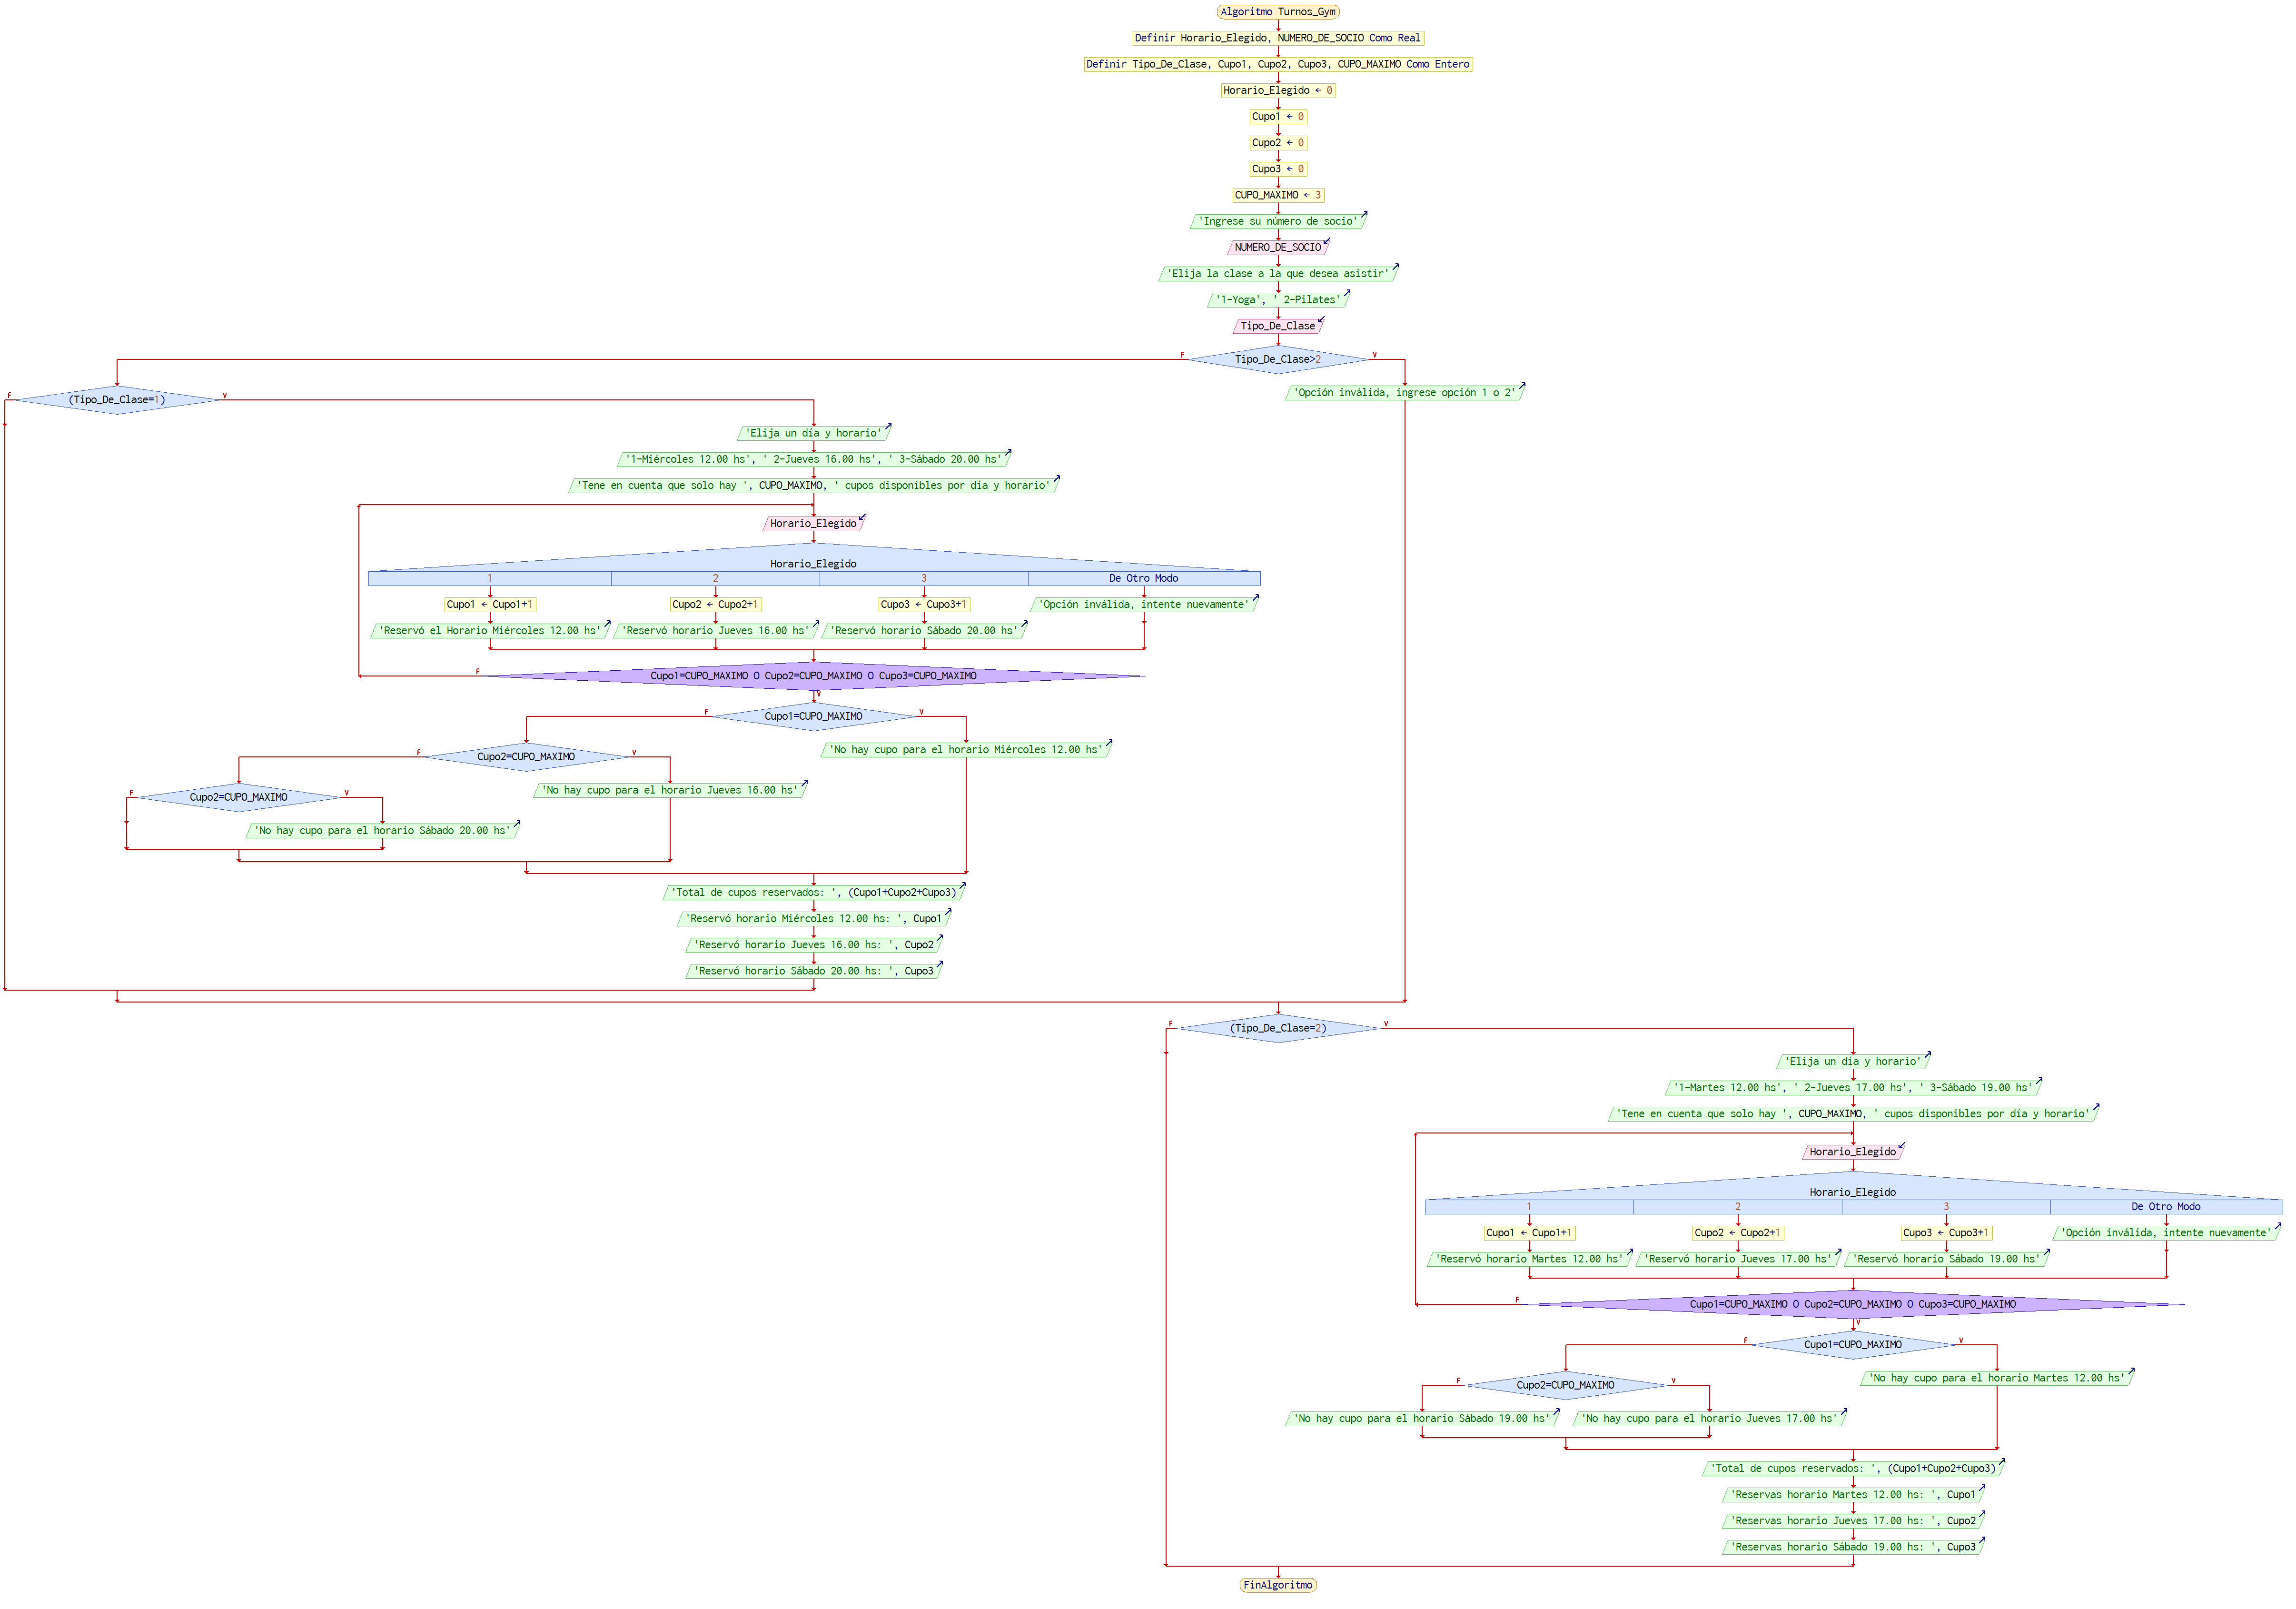 Algoritmo Turnos_Gym
Definir Horario_Elegido, NUMERO_DE_SOCIO Como Real
Definir Tipo_De_Clase, Cupo1, Cupo2, Cupo3, CUPO_MAXIMO Como Entero
Horario_Elegido ← 0
Cupo1 ← 0
Cupo2 ← 0
Cupo3 ← 0
CUPO_MAXIMO ← 3
'Ingrese su número de socio'
NUMERO_DE_SOCIO
'Elija la clase a la que desea asistir'
'1-Yoga', ' 2-Pilates'
Tipo_De_Clase
F Tipo_De_Clase>2 V
'Opción inválida, ingrese opción 1 o 2'
F (Tipo_De_Clase=1) V
'Elija un día y horario'
'1-Miércoles 12.00 hs', ' 2-Jueves 16.00 hs', ' 3-Sábado 20.00 hs'
'Tene en cuenta que solo hay ', CUPO_MAXIMO, ' cupos disponibles por día y horario'
Horario_Elegido
Horario_Elegido
1 2 3 De Otro Modo
Cupo1 ← Cupo1+1 Cupo2 ← Cupo2+1 Cupo3 ← Cupo3+1 'Opción inválida, intente nuevamente'
'Reservó el Horario Miércoles 12.00 hs' 'Reservó horario Jueves 16.00 hs' 'Reservó horario Sábado 20.00 hs'
F Cupo1=CUPO_MAXIMO O Cupo2=CUPO_MAXIMO O Cupo3=CUPO_MAXIMO
V
F Cupo1=CUPO_MAXIMO V
'No hay cupo para el horario Miércoles 12.00 hs'
F Cupo2=CUPO_MAXIMO V
'No hay cupo para el horario Jueves 16.00 hs'
F Cupo2=CUPO_MAXIMO V
'No hay cupo para el horario Sábado 20.00 hs'
'Total de cupos reservados: ', (Cupo1+Cupo2+Cupo3)
'Reservó horario Miércoles 12.00 hs: ', Cupo1
'Reservó horario Jueves 16.00 hs: ', Cupo2
'Reservó horario Sábado 20.00 hs: ', Cupo3
F (Tipo_De_Clase=2) V
'Elija un día y horario'
'1-Martes 12.00 hs', ' 2-Jueves 17.00 hs', ' 3-Sábado 19.00 hs'
'Tene en cuenta que solo hay ', CUPO_MAXIMO, ' cupos disponibles por día y horario'
Horario_Elegido
Horario_Elegido
1 2 3 De Otro Modo
Cupo1 ← Cupo1+1 Cupo2 ← Cupo2+1 Cupo3 ← Cupo3+1 'Opción inválida, intente nuevamente'
'Reservó horario Martes 12.00 hs' 'Reservó horario Jueves 17.00 hs' 'Reservó horario Sábado 19.00 hs'
F Cupo1=CUPO_MAXIMO O Cupo2=CUPO_MAXIMO O Cupo3=CUPO_MAXIMO
V
F Cupo1=CUPO_MAXIMO V
'No hay cupo para el horario Martes 12.00 hs'
F Cupo2=CUPO_MAXIMO V
'No hay cupo para el horario Sábado 19.00 hs' 'No hay cupo para el horario Jueves 17.00 hs'
'Total de cupos reservados: ', (Cupo1+Cupo2+Cupo3)
'Reservas horario Martes 12.00 hs: ', Cupo1
'Reservas horario Jueves 17.00 hs: ', Cupo2
'Reservas horario Sábado 19.00 hs: ', Cupo3
FinAlgoritmo